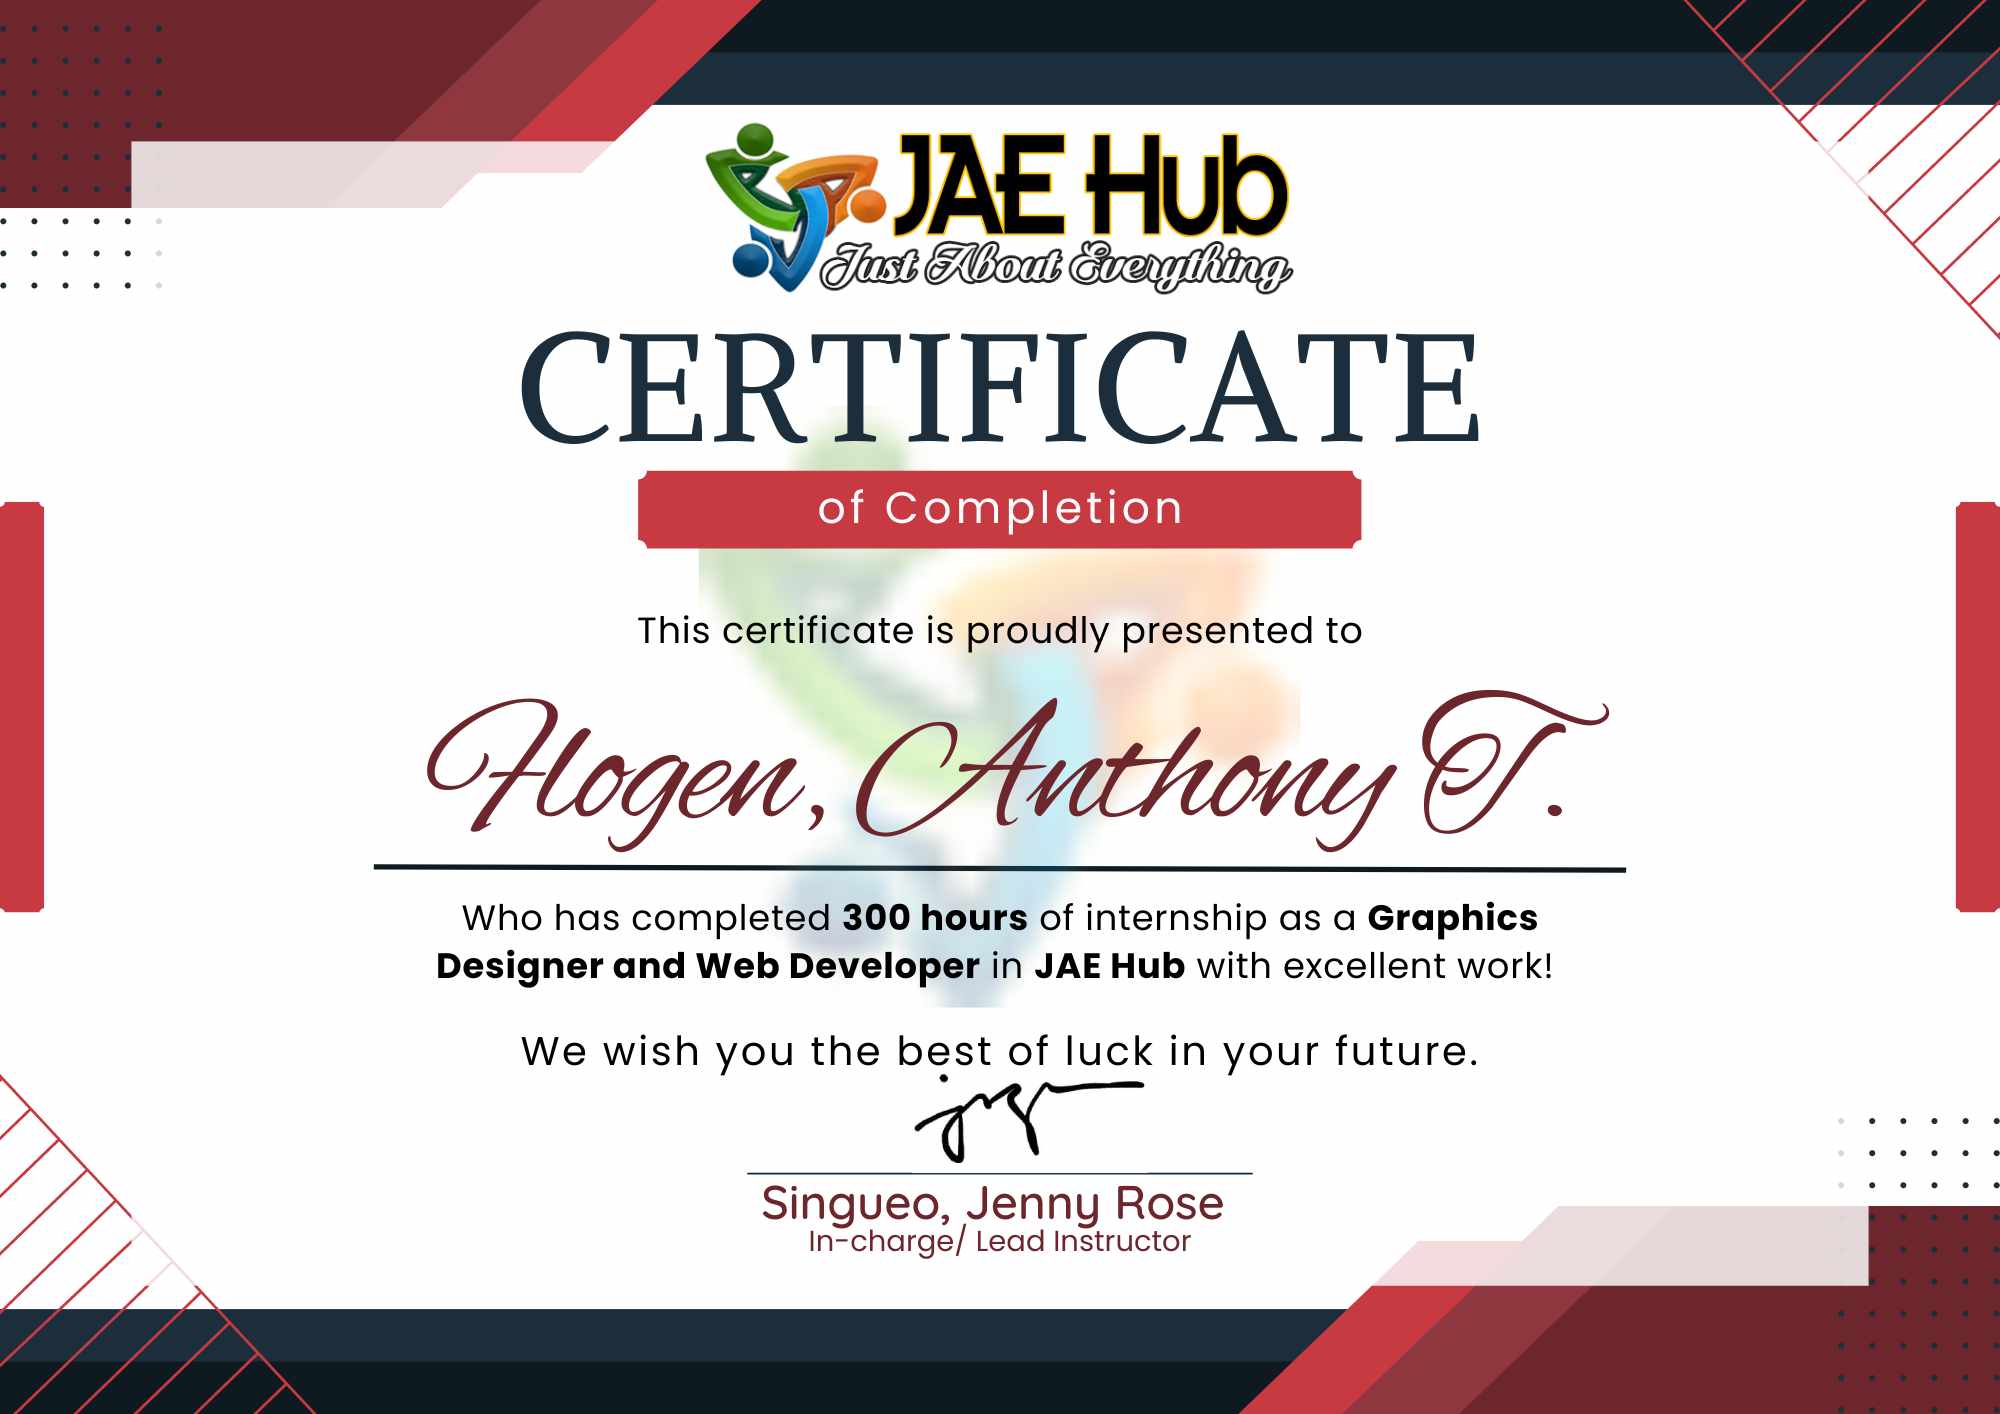 JAE Hub
Just About Everything
CERTIFICATE
of Completion
This certificate is proudly presented to
Hogen, Anthony T.
Who has completed 300 hours of internship as a Graphics
Designer and Web Developer in JAE Hub with excellent work!
We wish you the best of luck in your future.
Singueo, Jenny Rose
In-charge/ Lead Instructor